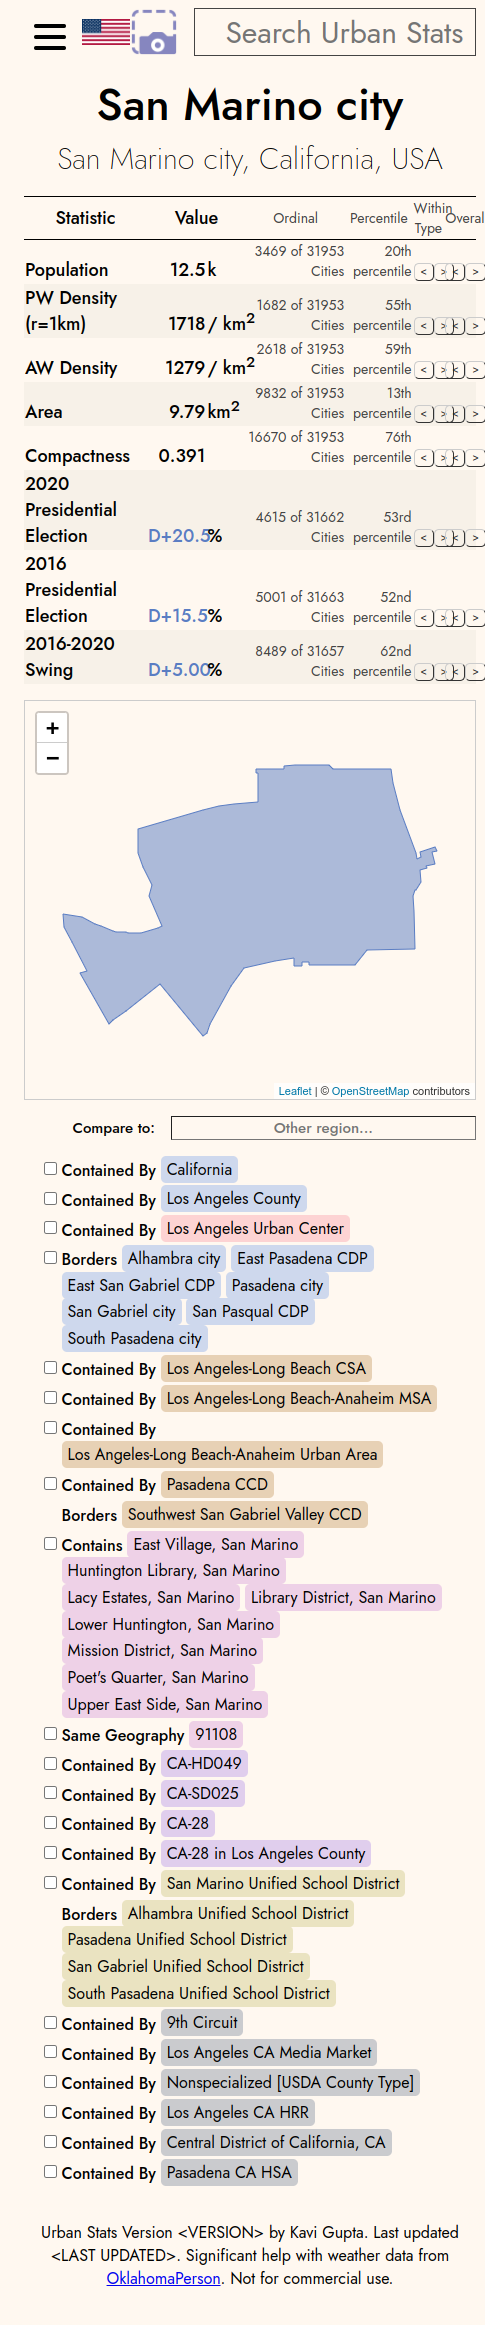 Search Urban Stats
San Marino city
San Marino city, California, USA
Statistic Value Ordinal Percentile Within Type Overal
Population 12.5k 3469 of 31953 Cities 20th percentile < > < >
PW Density (r=1km) 1718 / km² 1682 of 31953 Cities 55th percentile < > < >
AW Density 1279 / km² 2618 of 31953 Cities 59th percentile < > < >
Area 9.79 km² 9832 of 31953 Cities 13th percentile < > < >
Compactness 0.391 16670 of 31953 Cities 76th percentile < > < >
2020 Presidential Election D+20.5% 4615 of 31662 Cities 53rd percentile < > < >
2016 Presidential Election D+15.5% 5001 of 31663 Cities 52nd percentile < > < >
2016-2020 Swing D+5.00% 8489 of 31657 Cities 62nd percentile < > < >
+
−
Leaflet | © OpenStreetMap contributors
Compare to: Other region...
Contained By California
Contained By Los Angeles County
Contained By Los Angeles Urban Center
Borders Alhambra city East Pasadena CDP
East San Gabriel CDP Pasadena city
San Gabriel city San Pasqual CDP
South Pasadena city
Contained By Los Angeles-Long Beach CSA
Contained By Los Angeles-Long Beach-Anaheim MSA
Contained By
Los Angeles-Long Beach-Anaheim Urban Area
Contained By Pasadena CCD
Borders Southwest San Gabriel Valley CCD
Contains East Village, San Marino
Huntington Library, San Marino
Lacy Estates, San Marino Library District, San Marino
Lower Huntington, San Marino
Mission District, San Marino
Poet's Quarter, San Marino
Upper East Side, San Marino
Same Geography 91108
Contained By CA-HD049
Contained By CA-SD025
Contained By CA-28
Contained By CA-28 in Los Angeles County
Contained By San Marino Unified School District
Borders Alhambra Unified School District
Pasadena Unified School District
San Gabriel Unified School District
South Pasadena Unified School District
Contained By 9th Circuit
Contained By Los Angeles CA Media Market
Contained By Nonspecialized [USDA County Type]
Contained By Los Angeles CA HRR
Contained By Central District of California, CA
Contained By Pasadena CA HSA
Urban Stats Version <VERSION> by Kavi Gupta. Last updated
<LAST UPDATED>. Significant help with weather data from
OklahomaPerson. Not for commercial use.